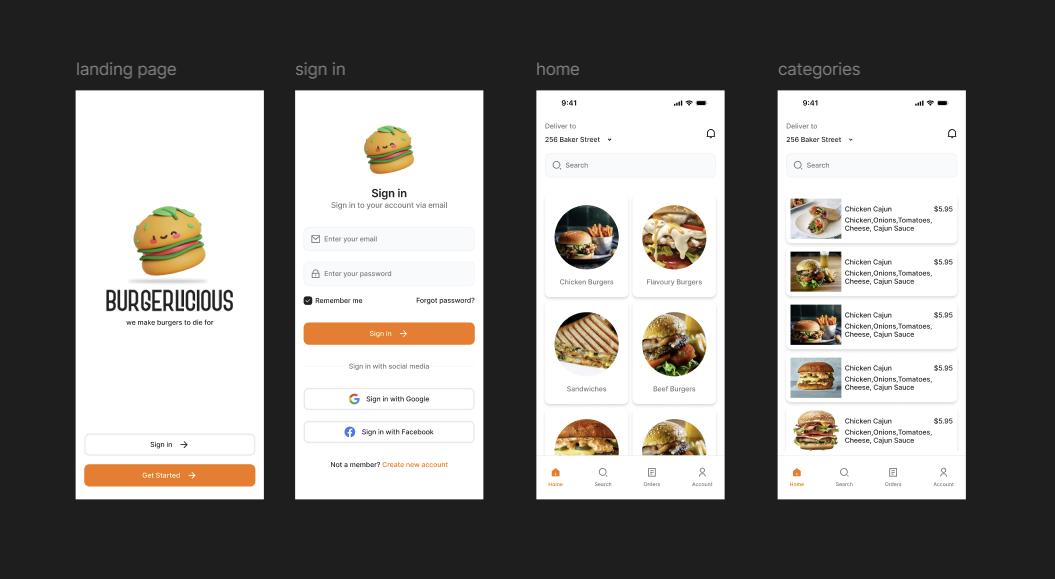 landing page
BURGERLICIOUS
we make burgers to die for
Sign in
Get Started
sign in
Sign in
Sign in to your account via email
Enter your email
Enter your password
Remember me
Forgot password?
Sign in
Sign in with social media
Sign in with Google
Sign in with Facebook
Not a member? Create new account
home
9:41
Deliver to
256 Baker Street
Search
Chicken Burgers
Flavoury Burgers
Sandwiches
Beef Burgers
Home
Search
Orders
Account
categories
9:41
Deliver to
256 Baker Street
Search
Chicken Cajun $5.95
Chicken,Onions,Tomatoes,
Cheese, Cajun Sauce
Chicken Cajun $5.95
Chicken,Onions,Tomatoes,
Cheese, Cajun Sauce
Chicken Cajun $5.95
Chicken,Onions,Tomatoes,
Cheese, Cajun Sauce
Chicken Cajun $5.95
Chicken,Onions,Tomatoes,
Cheese, Cajun Sauce
Chicken Cajun $5.95
Chicken,Onions,Tomatoes,
Cheese, Cajun Sauce
Home
Search
Orders
Account